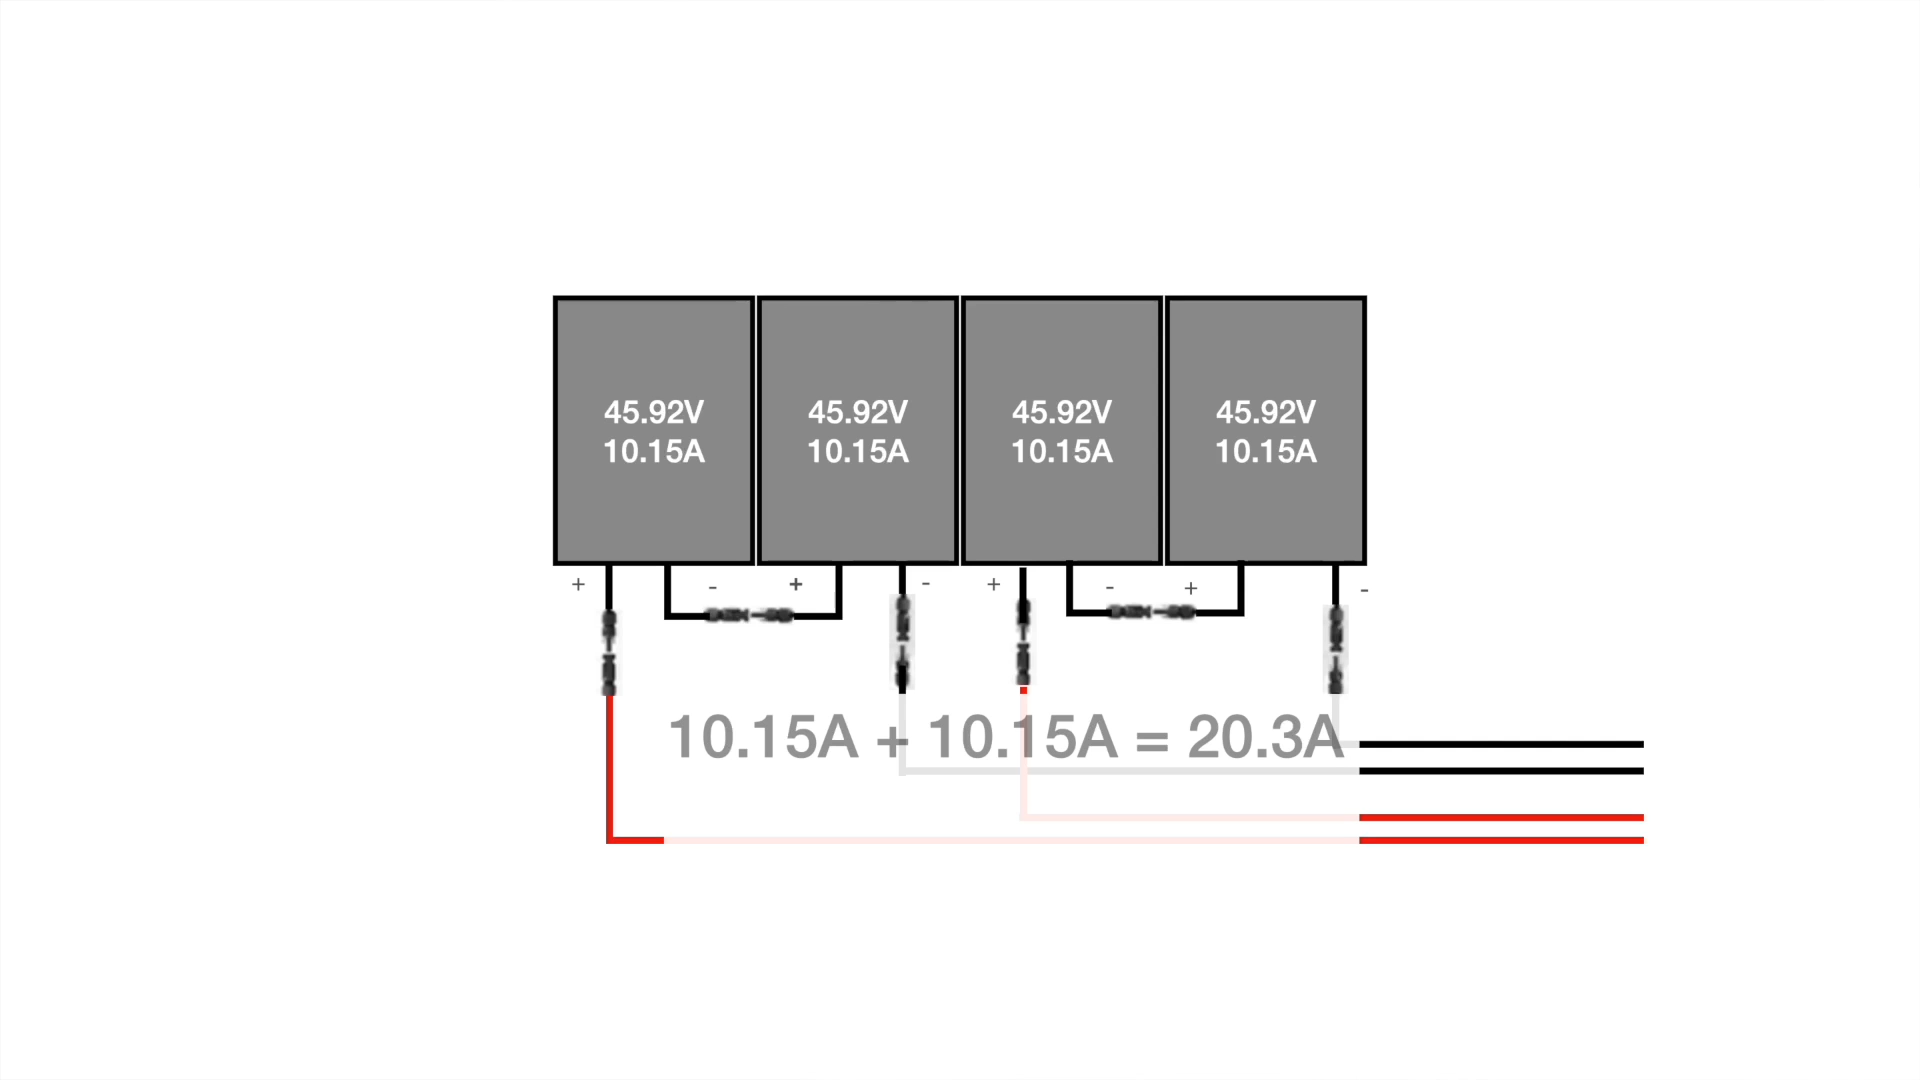 45.92V 45.92V 45.92V 45.92V
10.15A 10.15A 10.15A 10.15A
+ - + - + - + -
10.15A + 10.15A = 20.3A